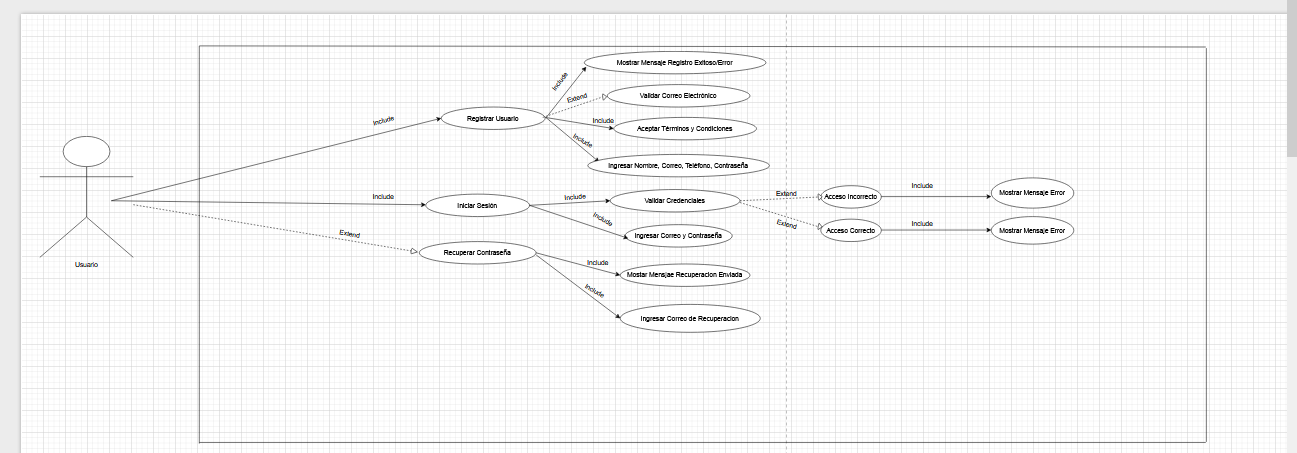 Mostrar Mensaje Registro Exitoso/Error
Include
Extend
Validar Correo Electrónico
Include
Registrar Usuario
Include
Aceptar Términos y Condiciones
Include
Ingresar Nombre, Correo, Teléfono, Contraseña
Include
Iniciar Sesión
Include
Validar Credenciales
Extend
Acceso Incorrecto
Include
Mostrar Mensaje Error
Include
Ingresar Correo y Contraseña
Extend
Acceso Correcto
Include
Mostrar Mensaje Error
Extend
Recuperar Contraseña
Include
Mostar Mensjae Recuperacion Enviada
Usuario
Include
Ingresar Correo de Recuperacion